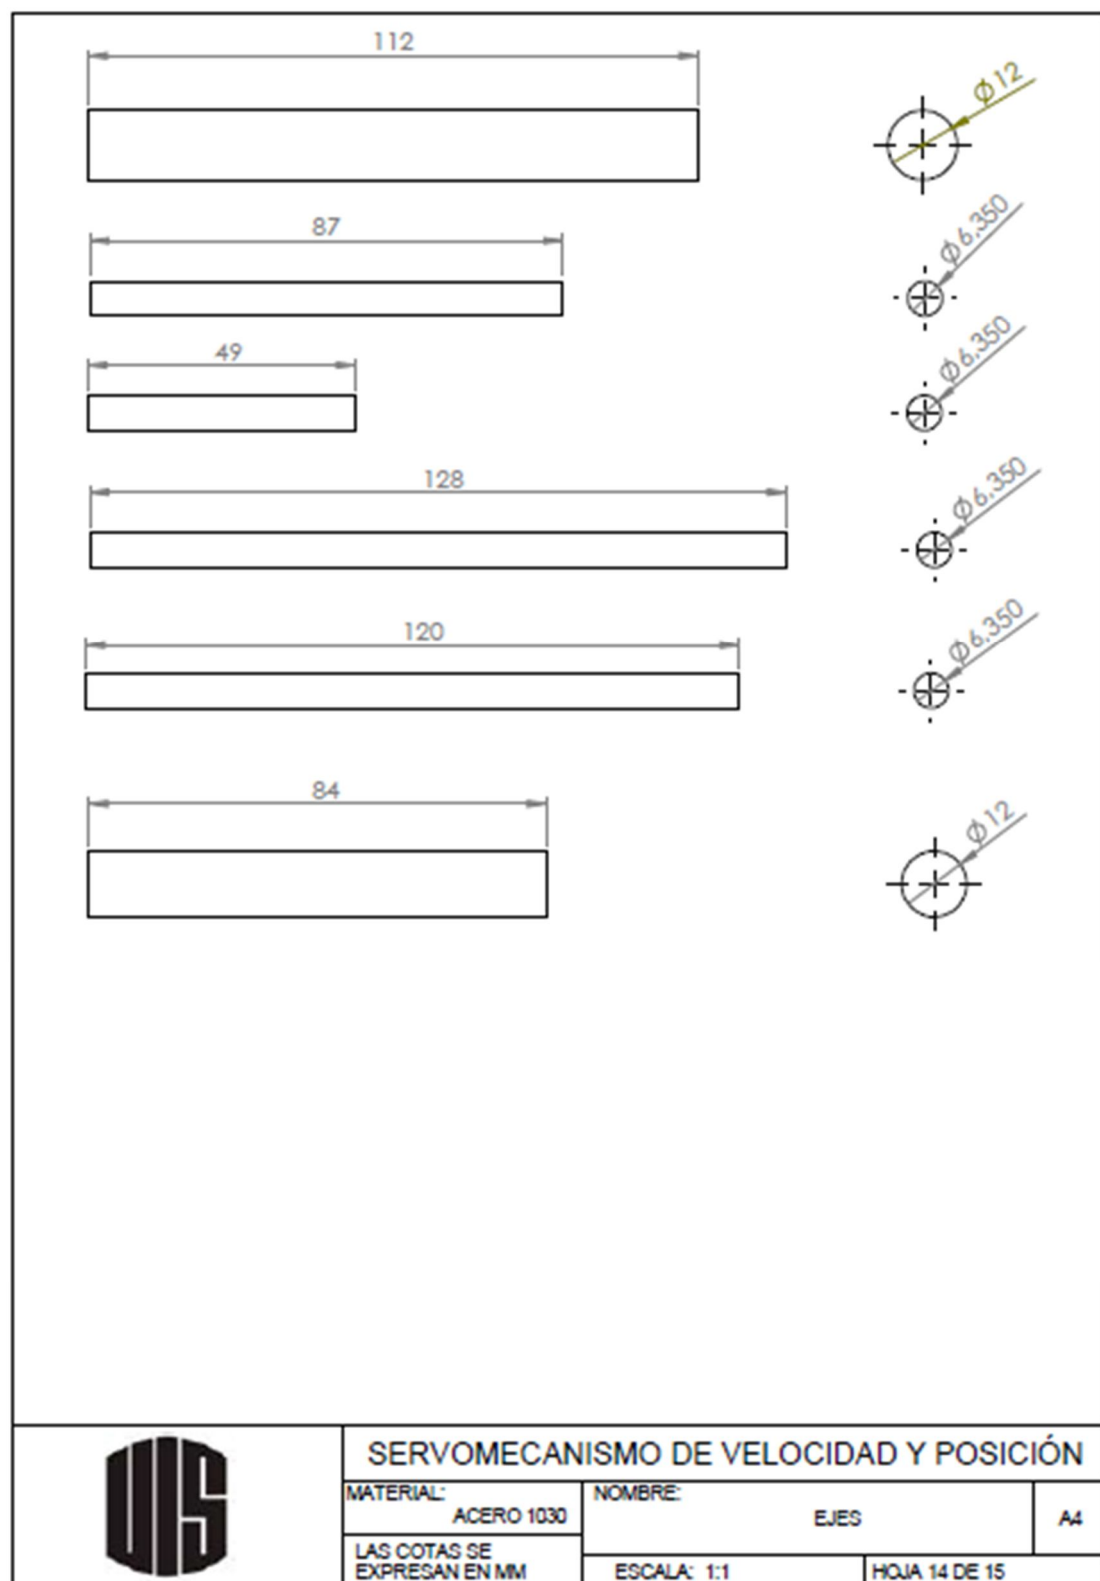 112
Ø12
87
Ø6,350
49
Ø6,350
128
Ø6,350
120
Ø6,350
84
Ø12
UIS
SERVOMECANISMO DE VELOCIDAD Y POSICIÓN
MATERIAL:
ACERO 1030
NOMBRE:
EJES
A4
LAS COTAS SE
EXPRESAN EN MM
ESCALA: 1:1
HOJA 14 DE 15